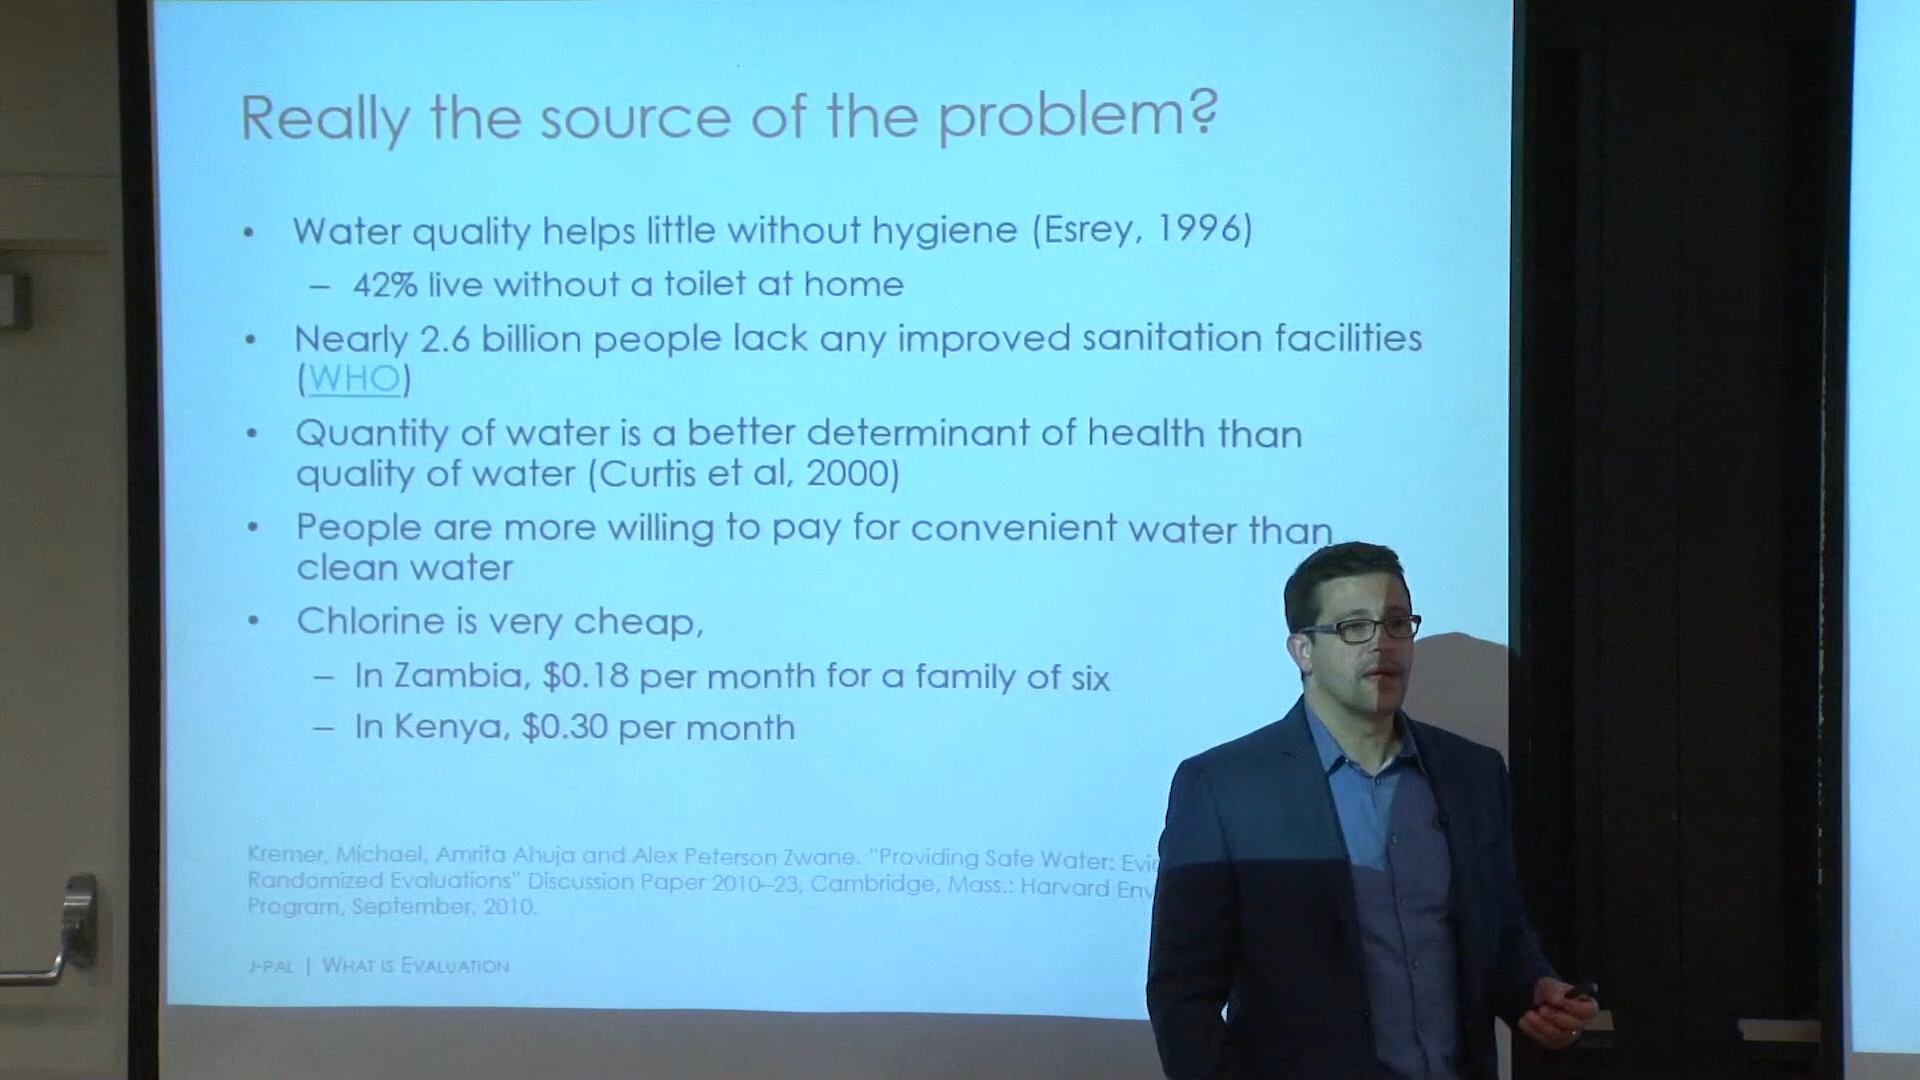 Really the source of the problem?
• Water quality helps little without hygiene (Esrey, 1996)
– 42% live without a toilet at home
• Nearly 2.6 billion people lack any improved sanitation facilities
(WHO)
• Quantity of water is a better determinant of health than
quality of water (Curtis et al, 2000)
• People are more willing to pay for convenient water than
clean water
• Chlorine is very cheap,
– In Zambia, $0.18 per month for a family of six
– In Kenya, $0.30 per month
Kremer, Michael, Amrita Ahuja and Alex Peterson Zwane. “Providing Safe Water:
Randomized Evaluations” Discussion Paper 2010--23, Cambridge, Mass.: Harvard
Program, September, 2010.
J-PAL | WHAT IS EVALUATION